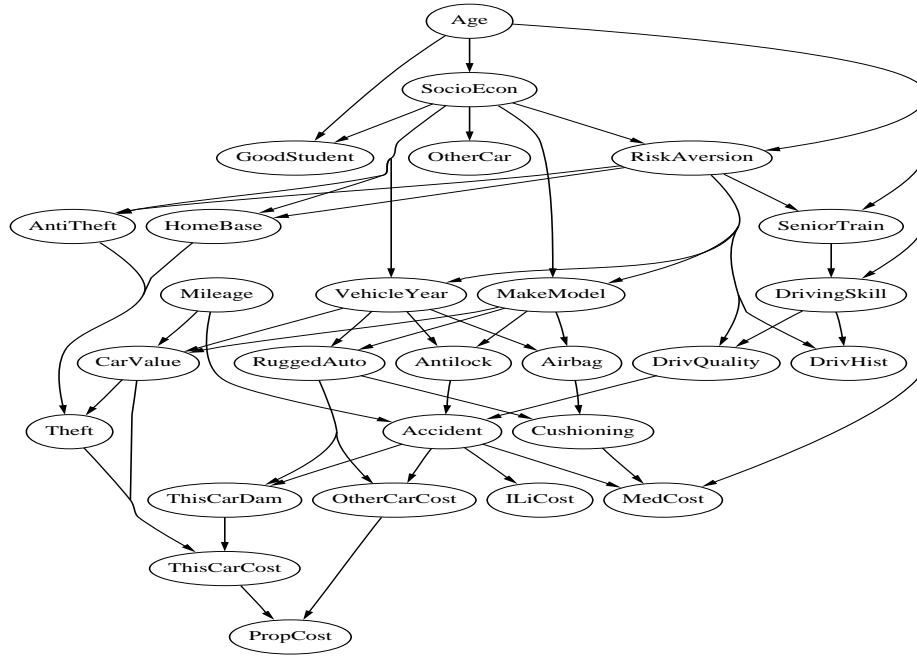 Age
SocioEcon
GoodStudent OtherCar RiskAversion
AntiTheft HomeBase SeniorTrain
Mileage VehicleYear MakeModel DrivingSkill
CarValue RuggedAuto Antilock Airbag DrivQuality DrivHist
Theft Accident Cushioning
ThisCarDam OtherCarCost ILiCost MedCost
ThisCarCost
PropCost